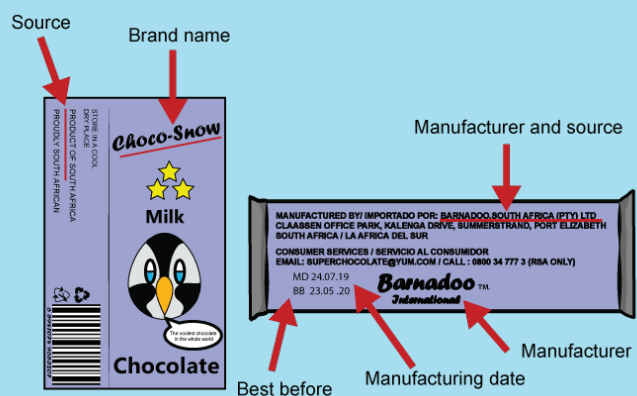 Source
Brand name
Manufacturer and source
STORE IN A COOL
DRY PLACE
PRODUCT OF SOUTH AFRICA
PROUDLY SOUTH AFRICAN
Choco-Snow
Milk
The coolest chocolate
in the whole world
Chocolate
MANUFACTURED BY/ IMPORTADO POR: BARNADOO.SOUTH AFRICA (PTY) LTD
CLAASSEN OFFICE PARK, KALENGA DRIVE, SUMMERSTRAND, PORT ELIZABETH
SOUTH AFRICA / LA AFRICA DEL SUR
CONSUMER SERVICES / SERVICIO AL CONSUMIDOR
EMAIL: SUPERCHOCOLATE@YUM.COM / CALL : 0800 34 777 3 (RSA ONLY)
MD 24.07.19
BB 23.05 .20
Barnadoo TM.
International
Best before
Manufacturing date
Manufacturer